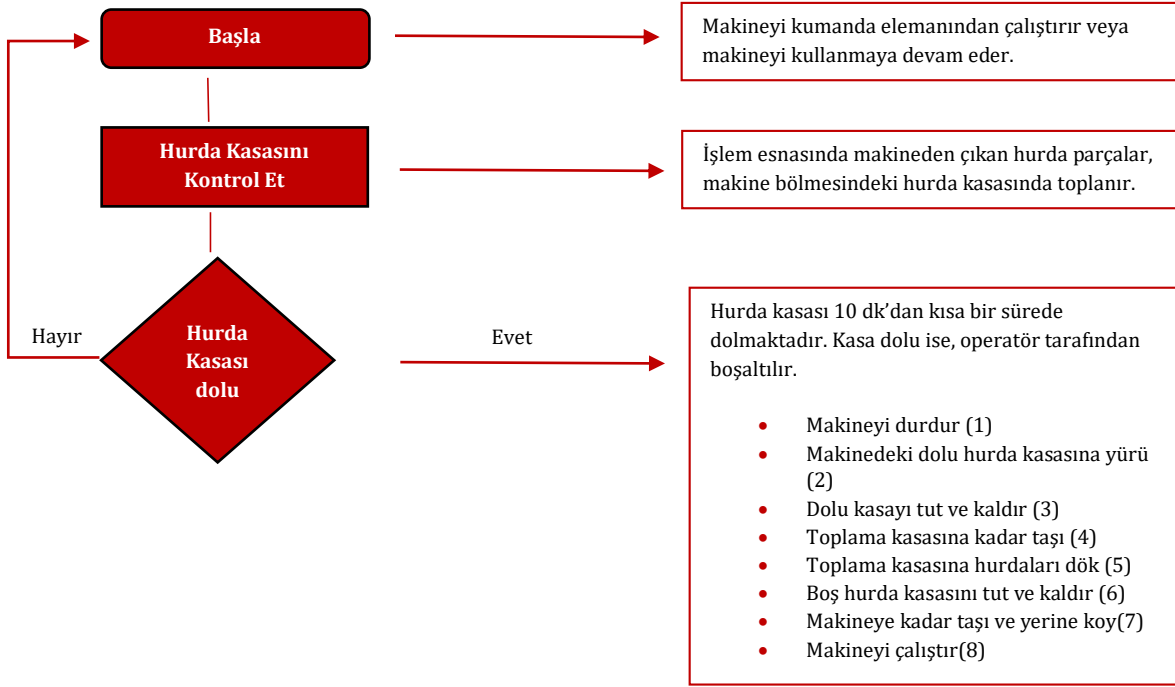 Başla
Makineyi kumanda elemanından çalıştırır veya
makineyi kullanmaya devam eder.
Hurda Kasasını
Kontrol Et
İşlem esnasında makineden çıkan hurda parçalar,
makine bölmesindeki hurda kasasında toplanır.
Hayır
Hurda
Kasası
dolu
Evet
Hurda kasası 10 dk’dan kısa bir sürede
dolmaktadır. Kasa dolu ise, operatör tarafından
boşaltılır.
• Makineyi durdur (1)
• Makinedeki dolu hurda kasasına yürü
(2)
• Dolu kasayı tut ve kaldır (3)
• Toplama kasasına kadar taşı (4)
• Toplama kasasına hurdaları dök (5)
• Boş hurda kasasını tut ve kaldır (6)
• Makineye kadar taşı ve yerine koy(7)
• Makineyi çalıştır(8)